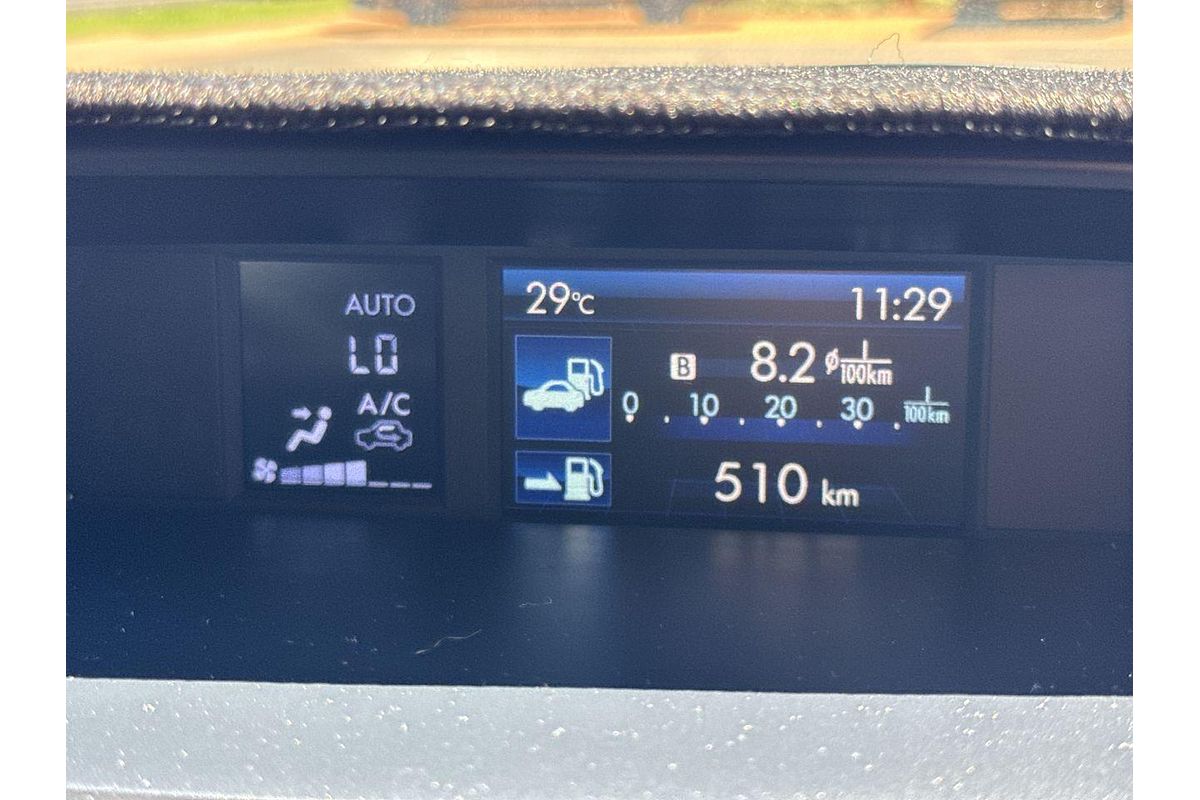 AUTO
LO
A/C
29°C 11:29
B 8.2 ø l/100km
0 . 10 . 20 . 30 . l/100km
510 km